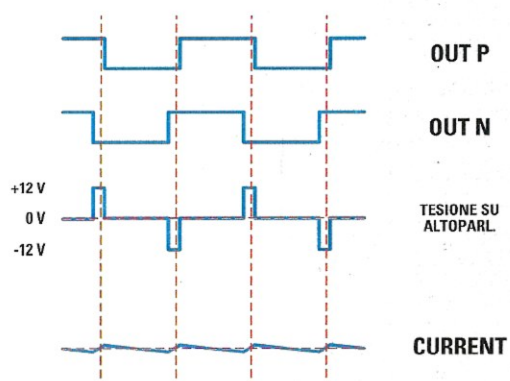 OUT P
OUT N
+12 V
0 V
-12 V
TESIONE SU
ALTOPARL.
CURRENT